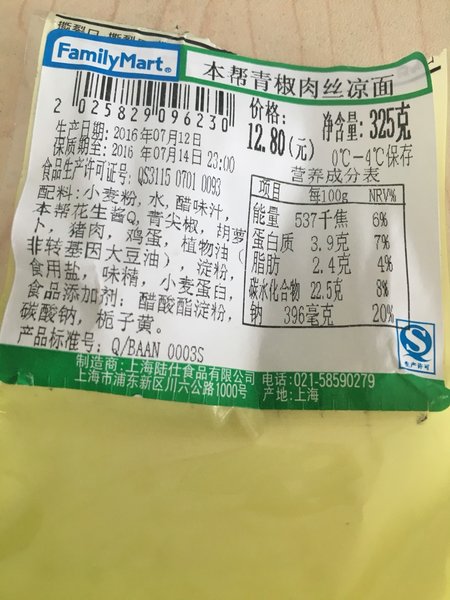 撕裂口 撕裂
FamilyMart®
本帮青椒肉丝凉面
2 025829 096230
价格:
12.80(元)
净含量: 325克
0℃-4℃保存
生产日期: 2016年07月12日
保质期至: 2016 年07月14日 23:00
食品生产许可证号: QS3115 0701 0093
配料: 小麦粉, 水, 醋味汁,
本帮花生酱Q, 青尖椒, 胡萝
卜, 猪肉, 鸡蛋, 植物油(
非转基因大豆油), 淀粉,
食用盐, 味精, 小麦蛋白,
食品添加剂: 醋酸酯淀粉,
碳酸钠, 栀子黄。
产品标准号: Q/BAAN 0003S
营养成分表
项目 每100g NRV%
能量 537千焦 6%
蛋白质 3.9克 7%
脂肪 2.4克 4%
碳水化合物 22.5克 8%
钠 396毫克 20%
QS
生产许可
制造商:上海陆仕食品有限公司 电话:021-58590279
上海市浦东新区川六公路1000号 产地:上海